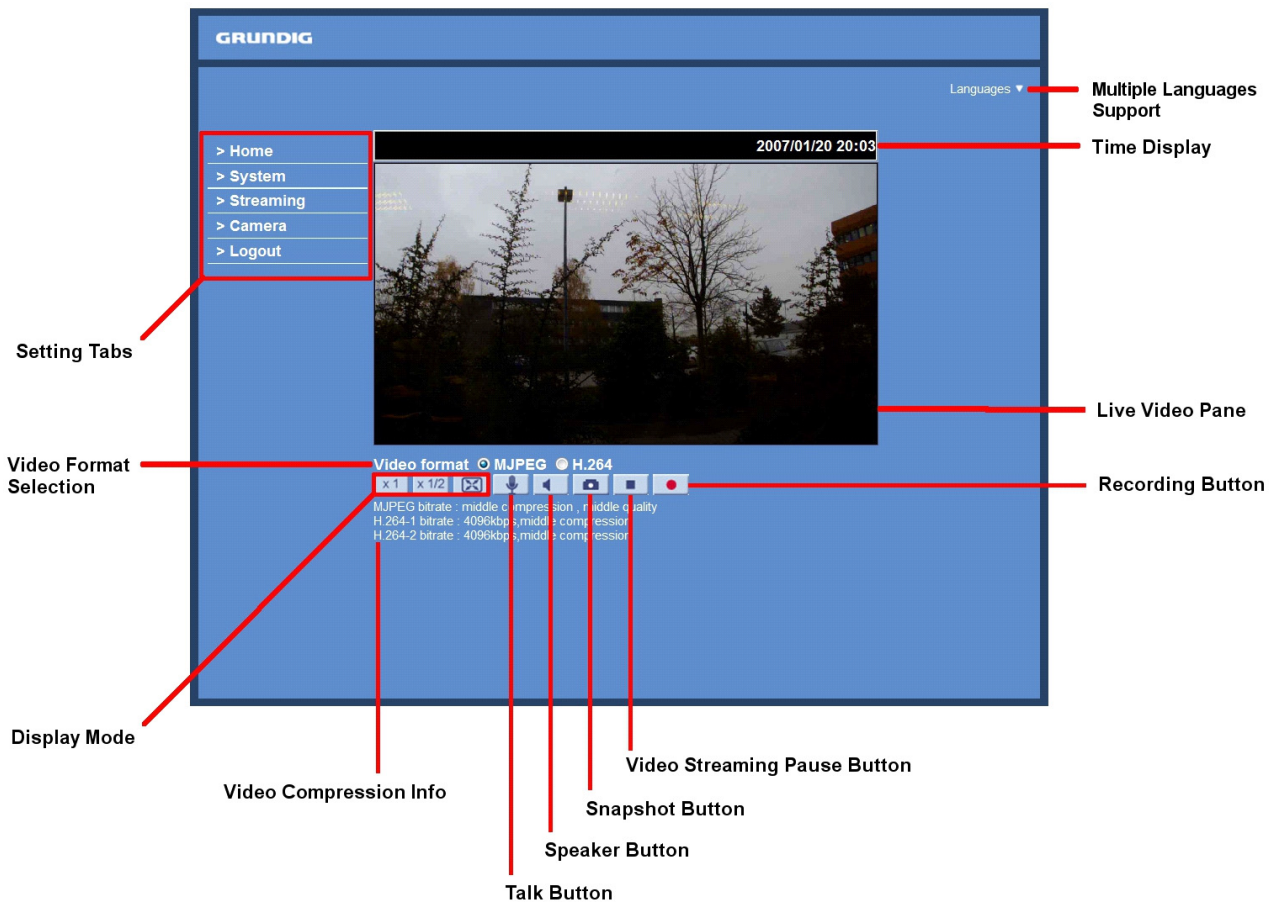 GRUNDIG
Languages ▼
Multiple Languages
Support
2007/01/20 20:03
Time Display
> Home
> System
> Streaming
> Camera
> Logout
Setting Tabs
Live Video Pane
Video Format
Selection
Video format MJPEG H.264
x 1 x 1/2
Recording Button
MJPEG bitrate : middle compression , middle quality
H.264-1 bitrate : 4096kbps,middle compression
H.264-2 bitrate : 4096kbps,middle compression
Display Mode
Video Streaming Pause Button
Video Compression Info
Snapshot Button
Speaker Button
Talk Button